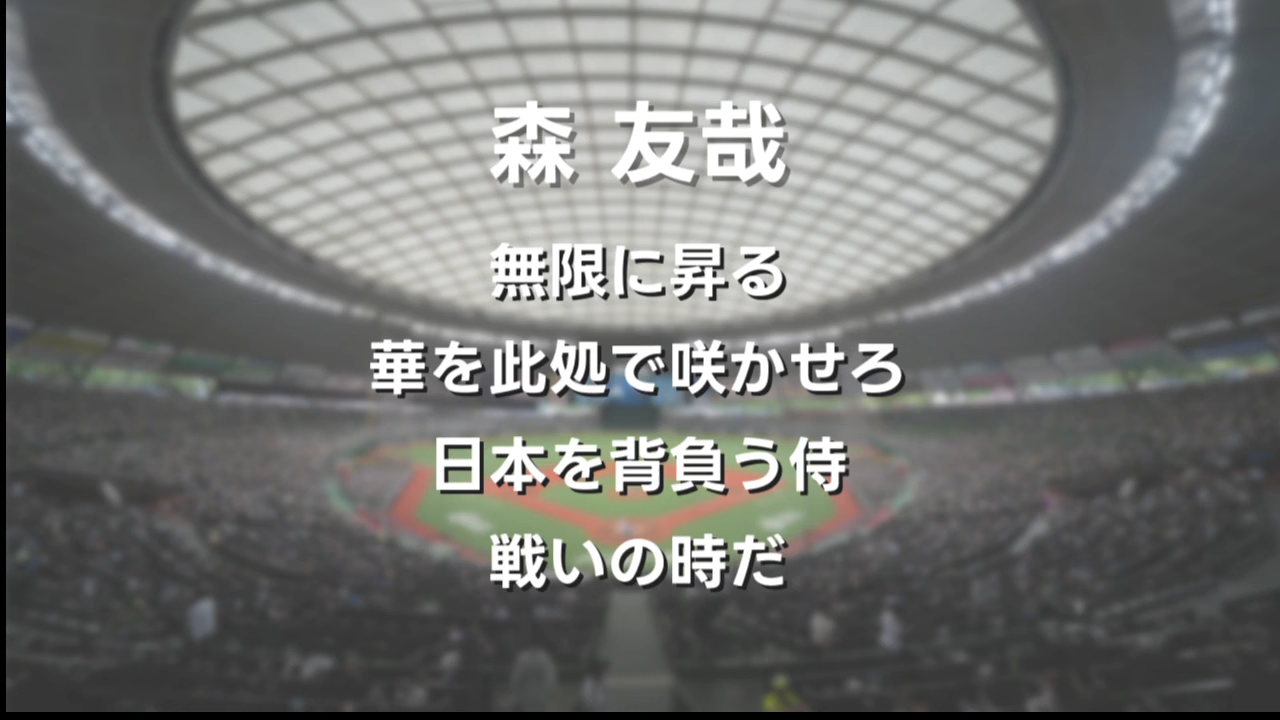 森 友哉
無限に昇る
華を此処で咲かせろ
日本を背負う侍
戦いの時だ